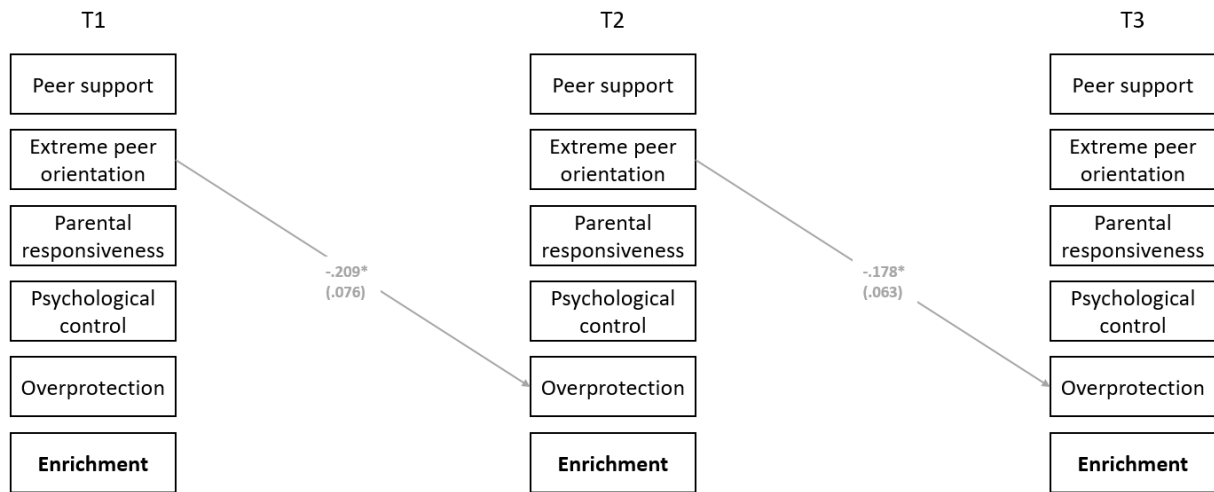 T1
T2
T3
Peer support
Peer support
Peer support
Extreme peer
orientation
Extreme peer
orientation
Extreme peer
orientation
Parental
responsiveness
Parental
responsiveness
Parental
responsiveness
-.209*
(.076)
-.178*
(.063)
Psychological
control
Psychological
control
Psychological
control
Overprotection
Overprotection
Overprotection
Enrichment
Enrichment
Enrichment